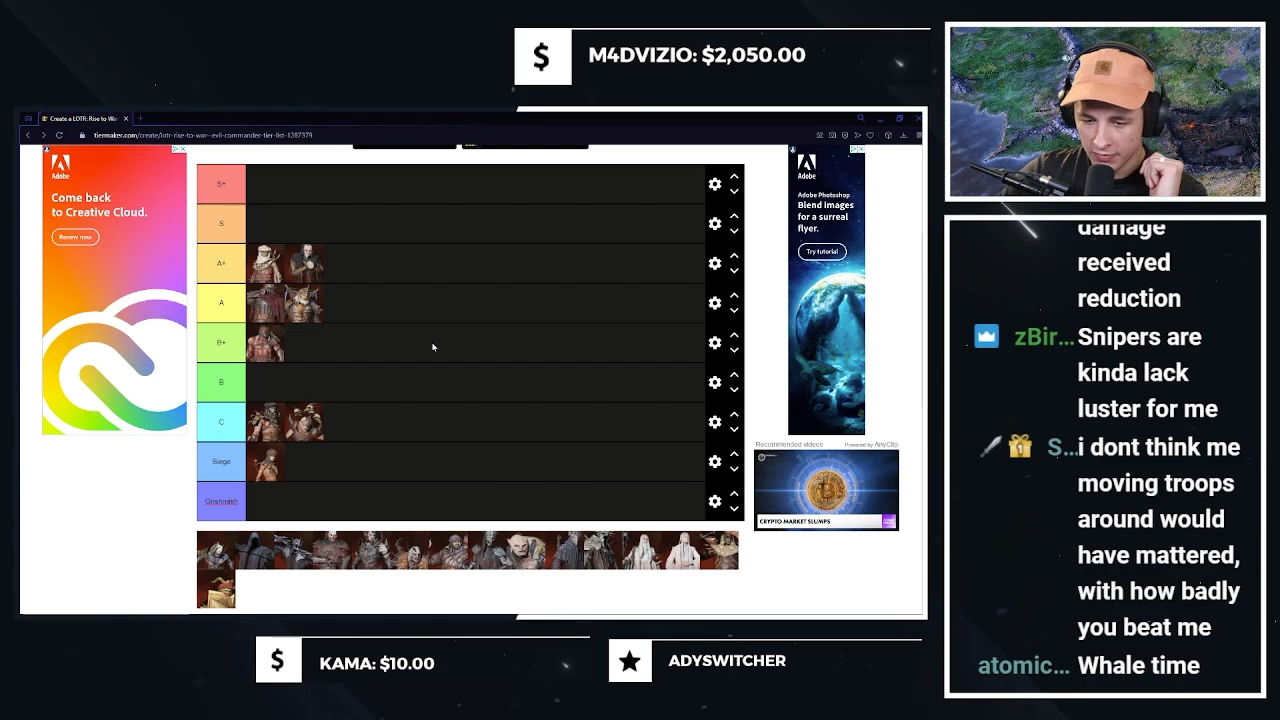 $ M4DVIZIO: $2,050.00
Create a LOTR: Rise to Wa
tiermaker.com/create/lotr-rise-to-war--evil-commander-tier-list-1287379
Adobe
Come back
to Creative Cloud.
Renew now
S+
S
A+
A
B+
B
C
Siege
Grishnakh
Adobe
Adobe Photoshop
Blend images
for a surreal
flyer.
Try tutorial
Recommended videos
Powered by AnyClip
CRYPTO MARKET SLUMPS
damage
received
reduction
zBir... Snipers are
kinda lack
luster for me
S... i dont think me
moving troops
around would
have mattered,
with how badly
you beat me
atomic... Whale time
$ KAMA: $10.00
ADYSWITCHER